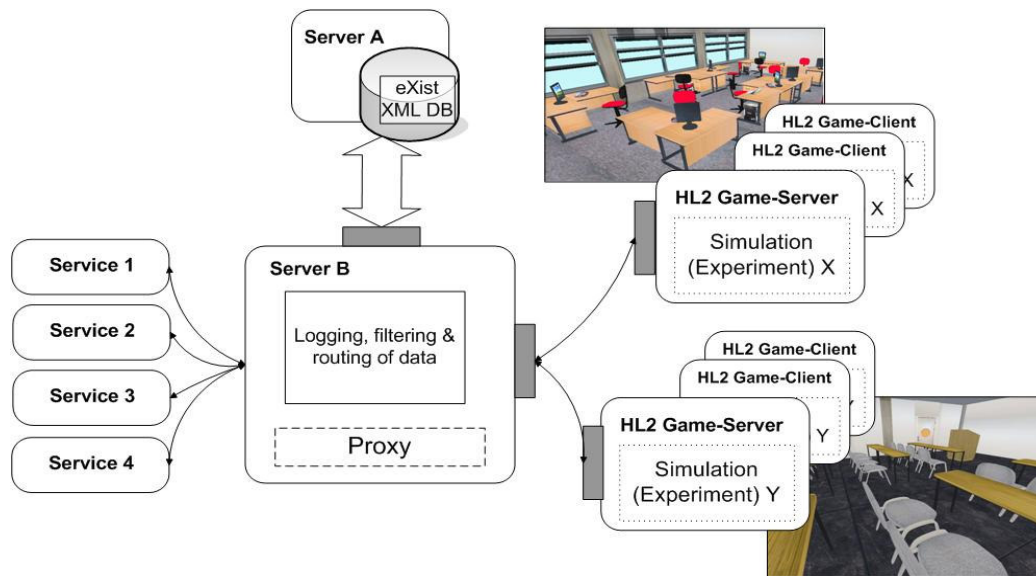 Server A
eXist
XML DB
HL2 Game-Client
HL2 Game-Client
X
X
HL2 Game-Server
Simulation
(Experiment) X
Server B
Logging, filtering &
routing of data
Proxy
Service 1
Service 2
Service 3
Service 4
HL2 Game-Client
HL2 Game-Client
Y
Y
HL2 Game-Server
Simulation
(Experiment) Y